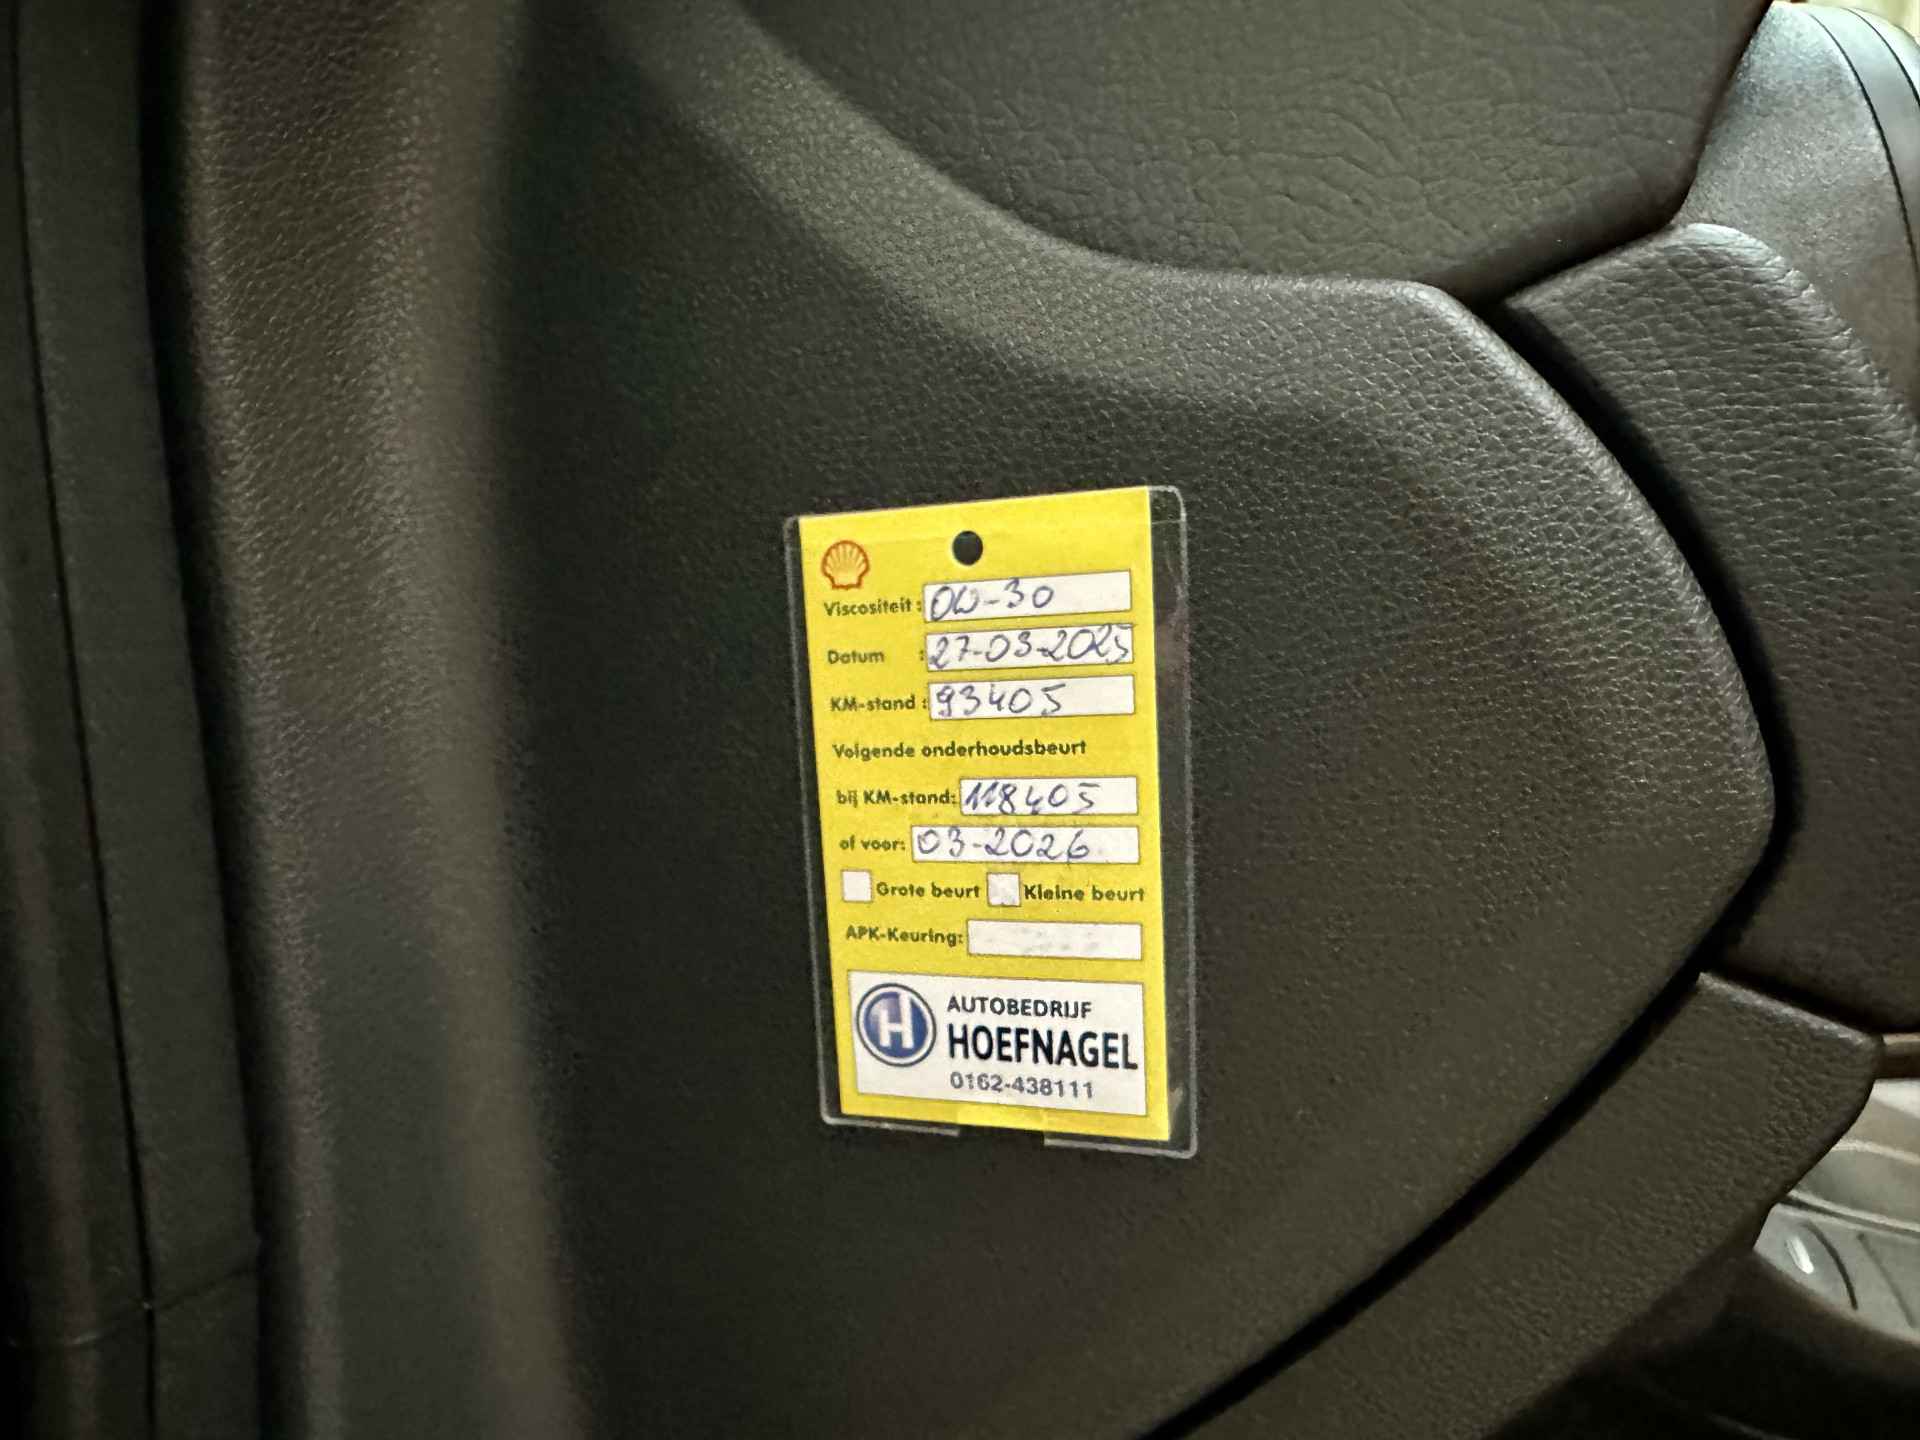 Viscositeit: 0W-30
Datum : 27-03-2025
KM-stand: 93405
Volgende onderhoudsbeurt
bij KM-stand: 118405
of voor: 03-2026
Grote beurt Kleine beurt
APK-Keuring:
H
AUTOBEDRIJF
HOEFNAGEL
0162-438111